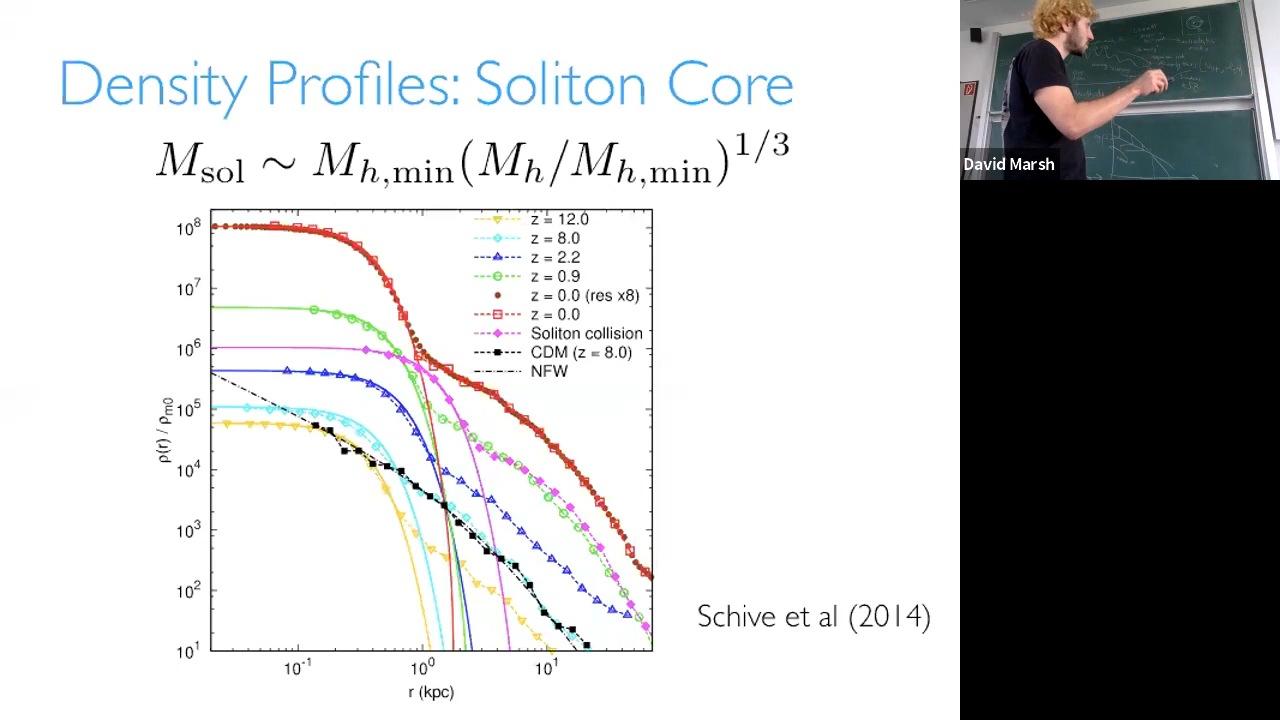 Density Profiles: Soliton Core
M_sol ∼ M_{h,min}(M_h/M_{h,min})^{1/3}
z = 12.0
z = 8.0
z = 2.2
z = 0.9
z = 0.0 (res x8)
z = 0.0
Soliton collision
CDM (z = 8.0)
NFW
10^8
10^7
10^6
10^5
10^4
10^3
10^2
10^1
ρ(r) / ρ_m0
10^-1
10^0
10^1
r (kpc)
Schive et al (2014)
David Marsh